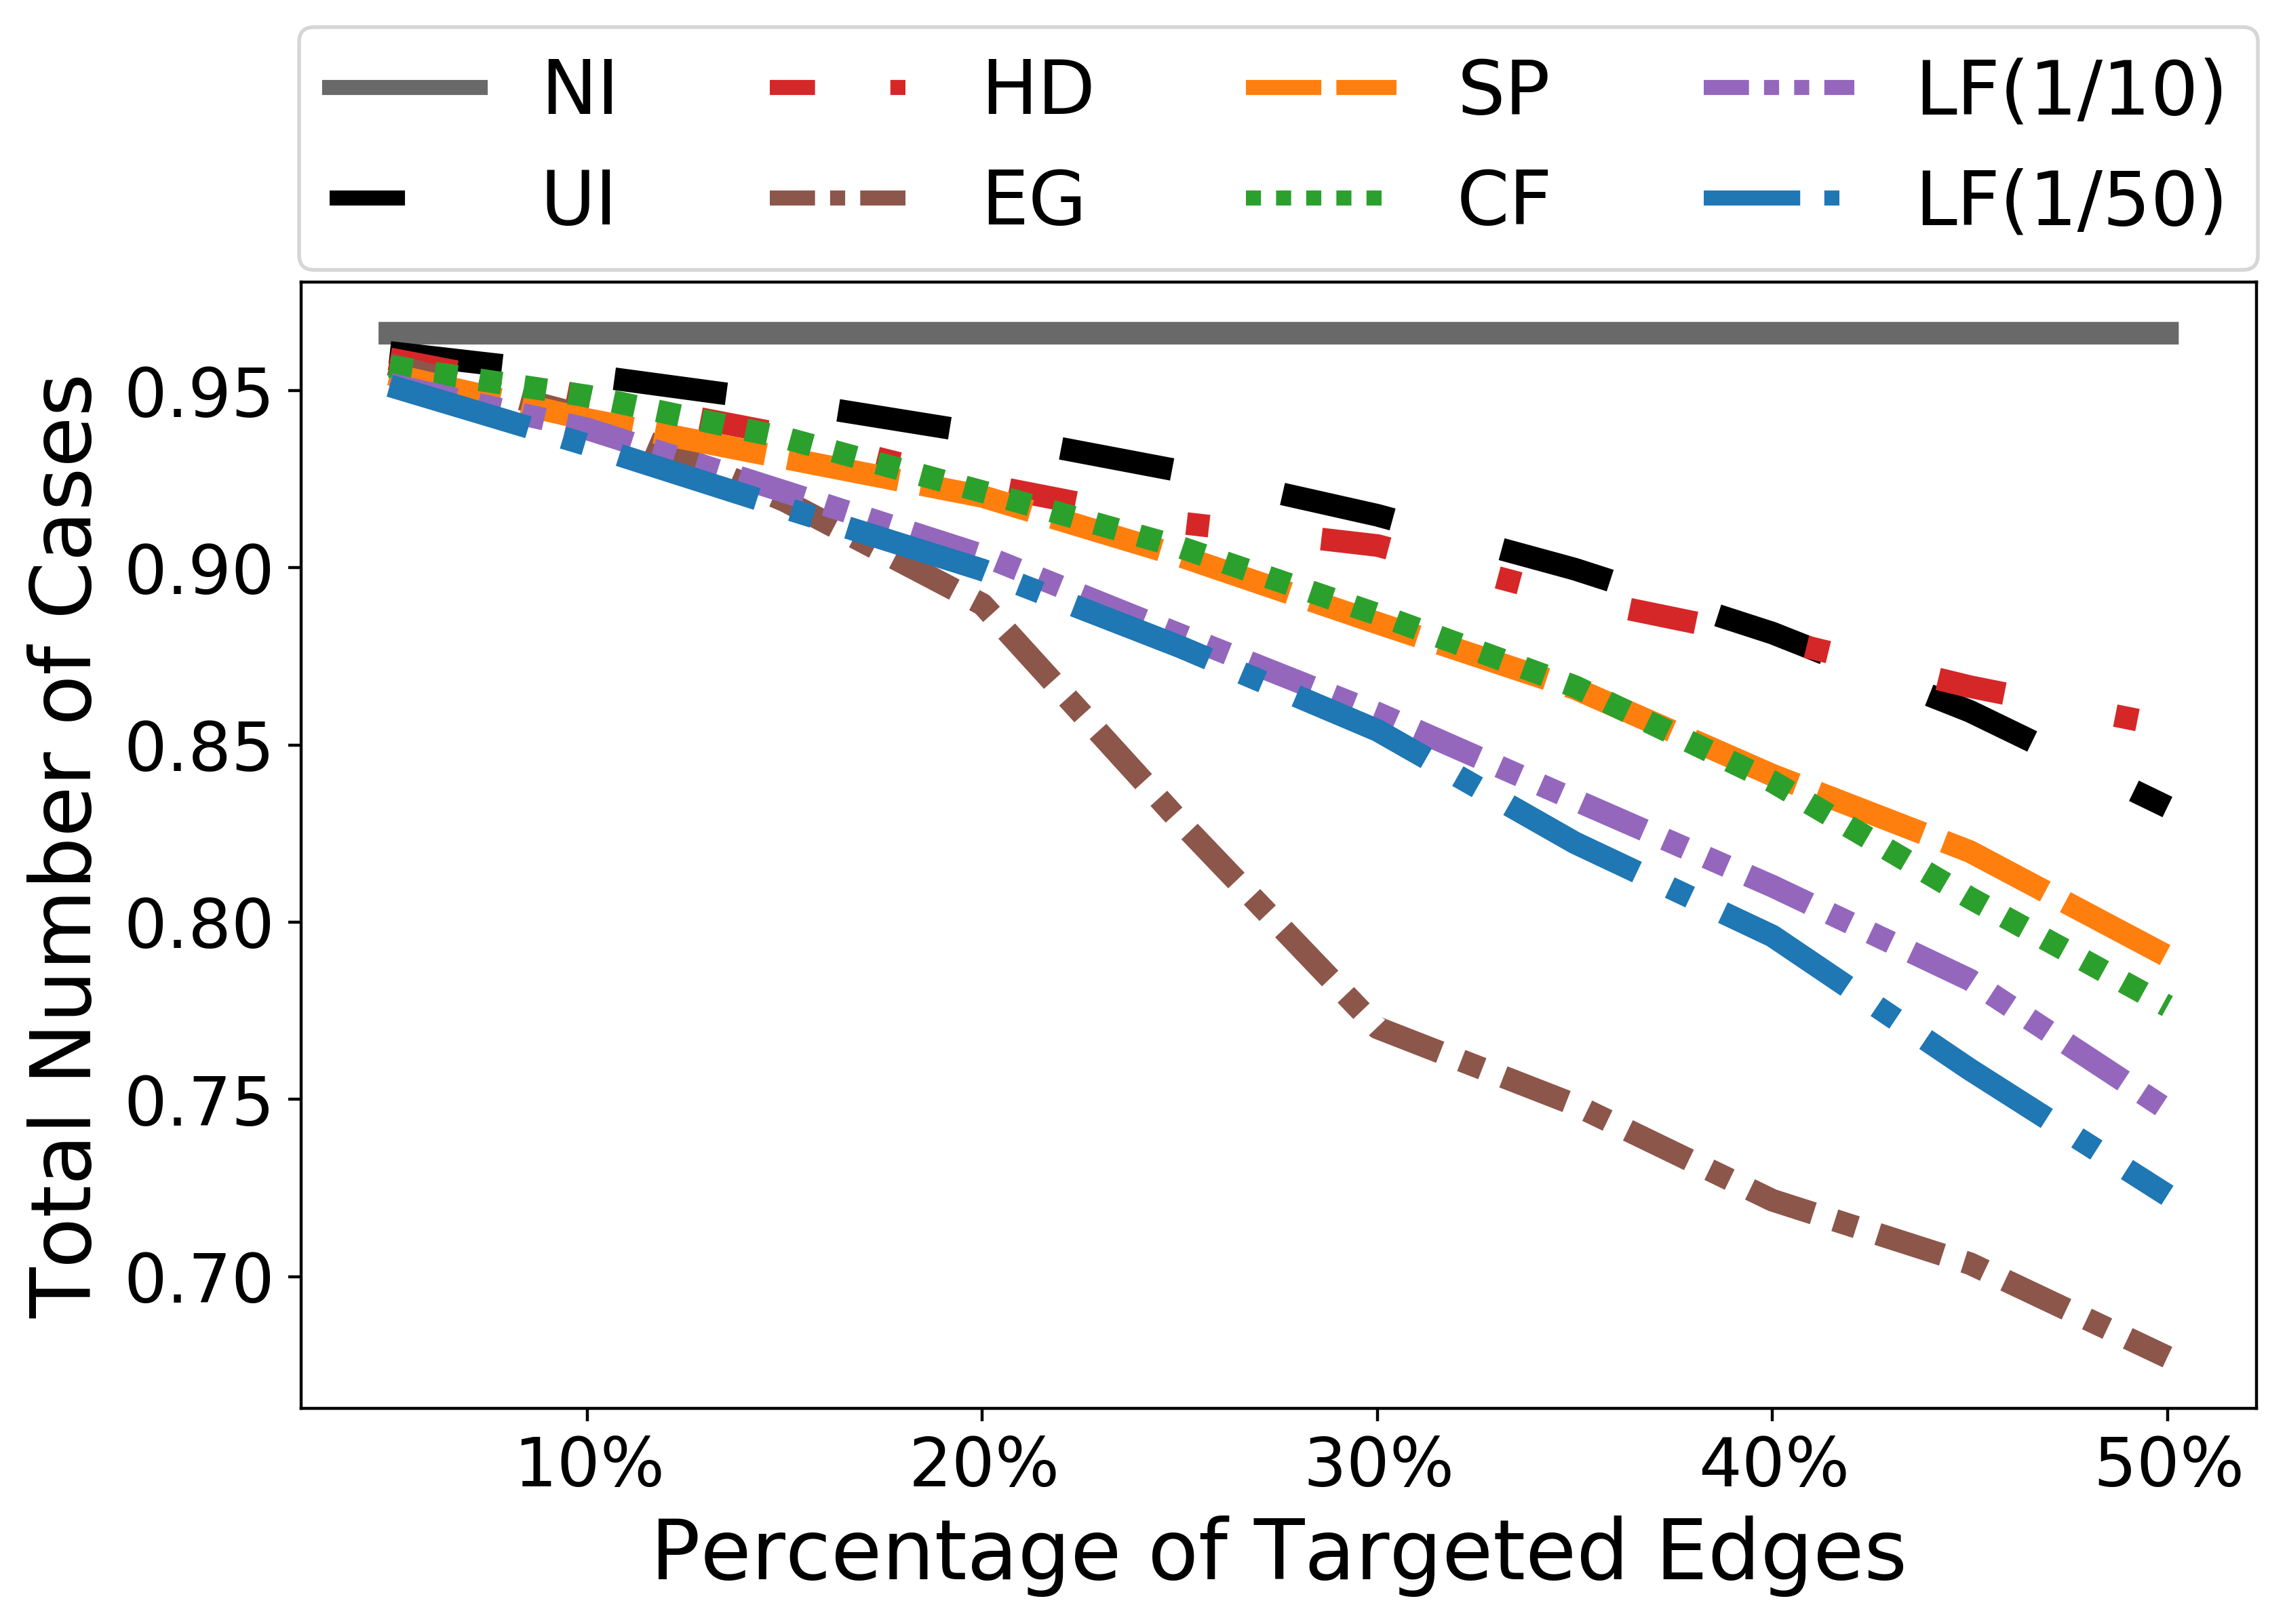 NI HD SP LF(1/10)
UI EG CF LF(1/50)
Total Number of Cases
0.95
0.90
0.85
0.80
0.75
0.70
10% 20% 30% 40% 50%
Percentage of Targeted Edges